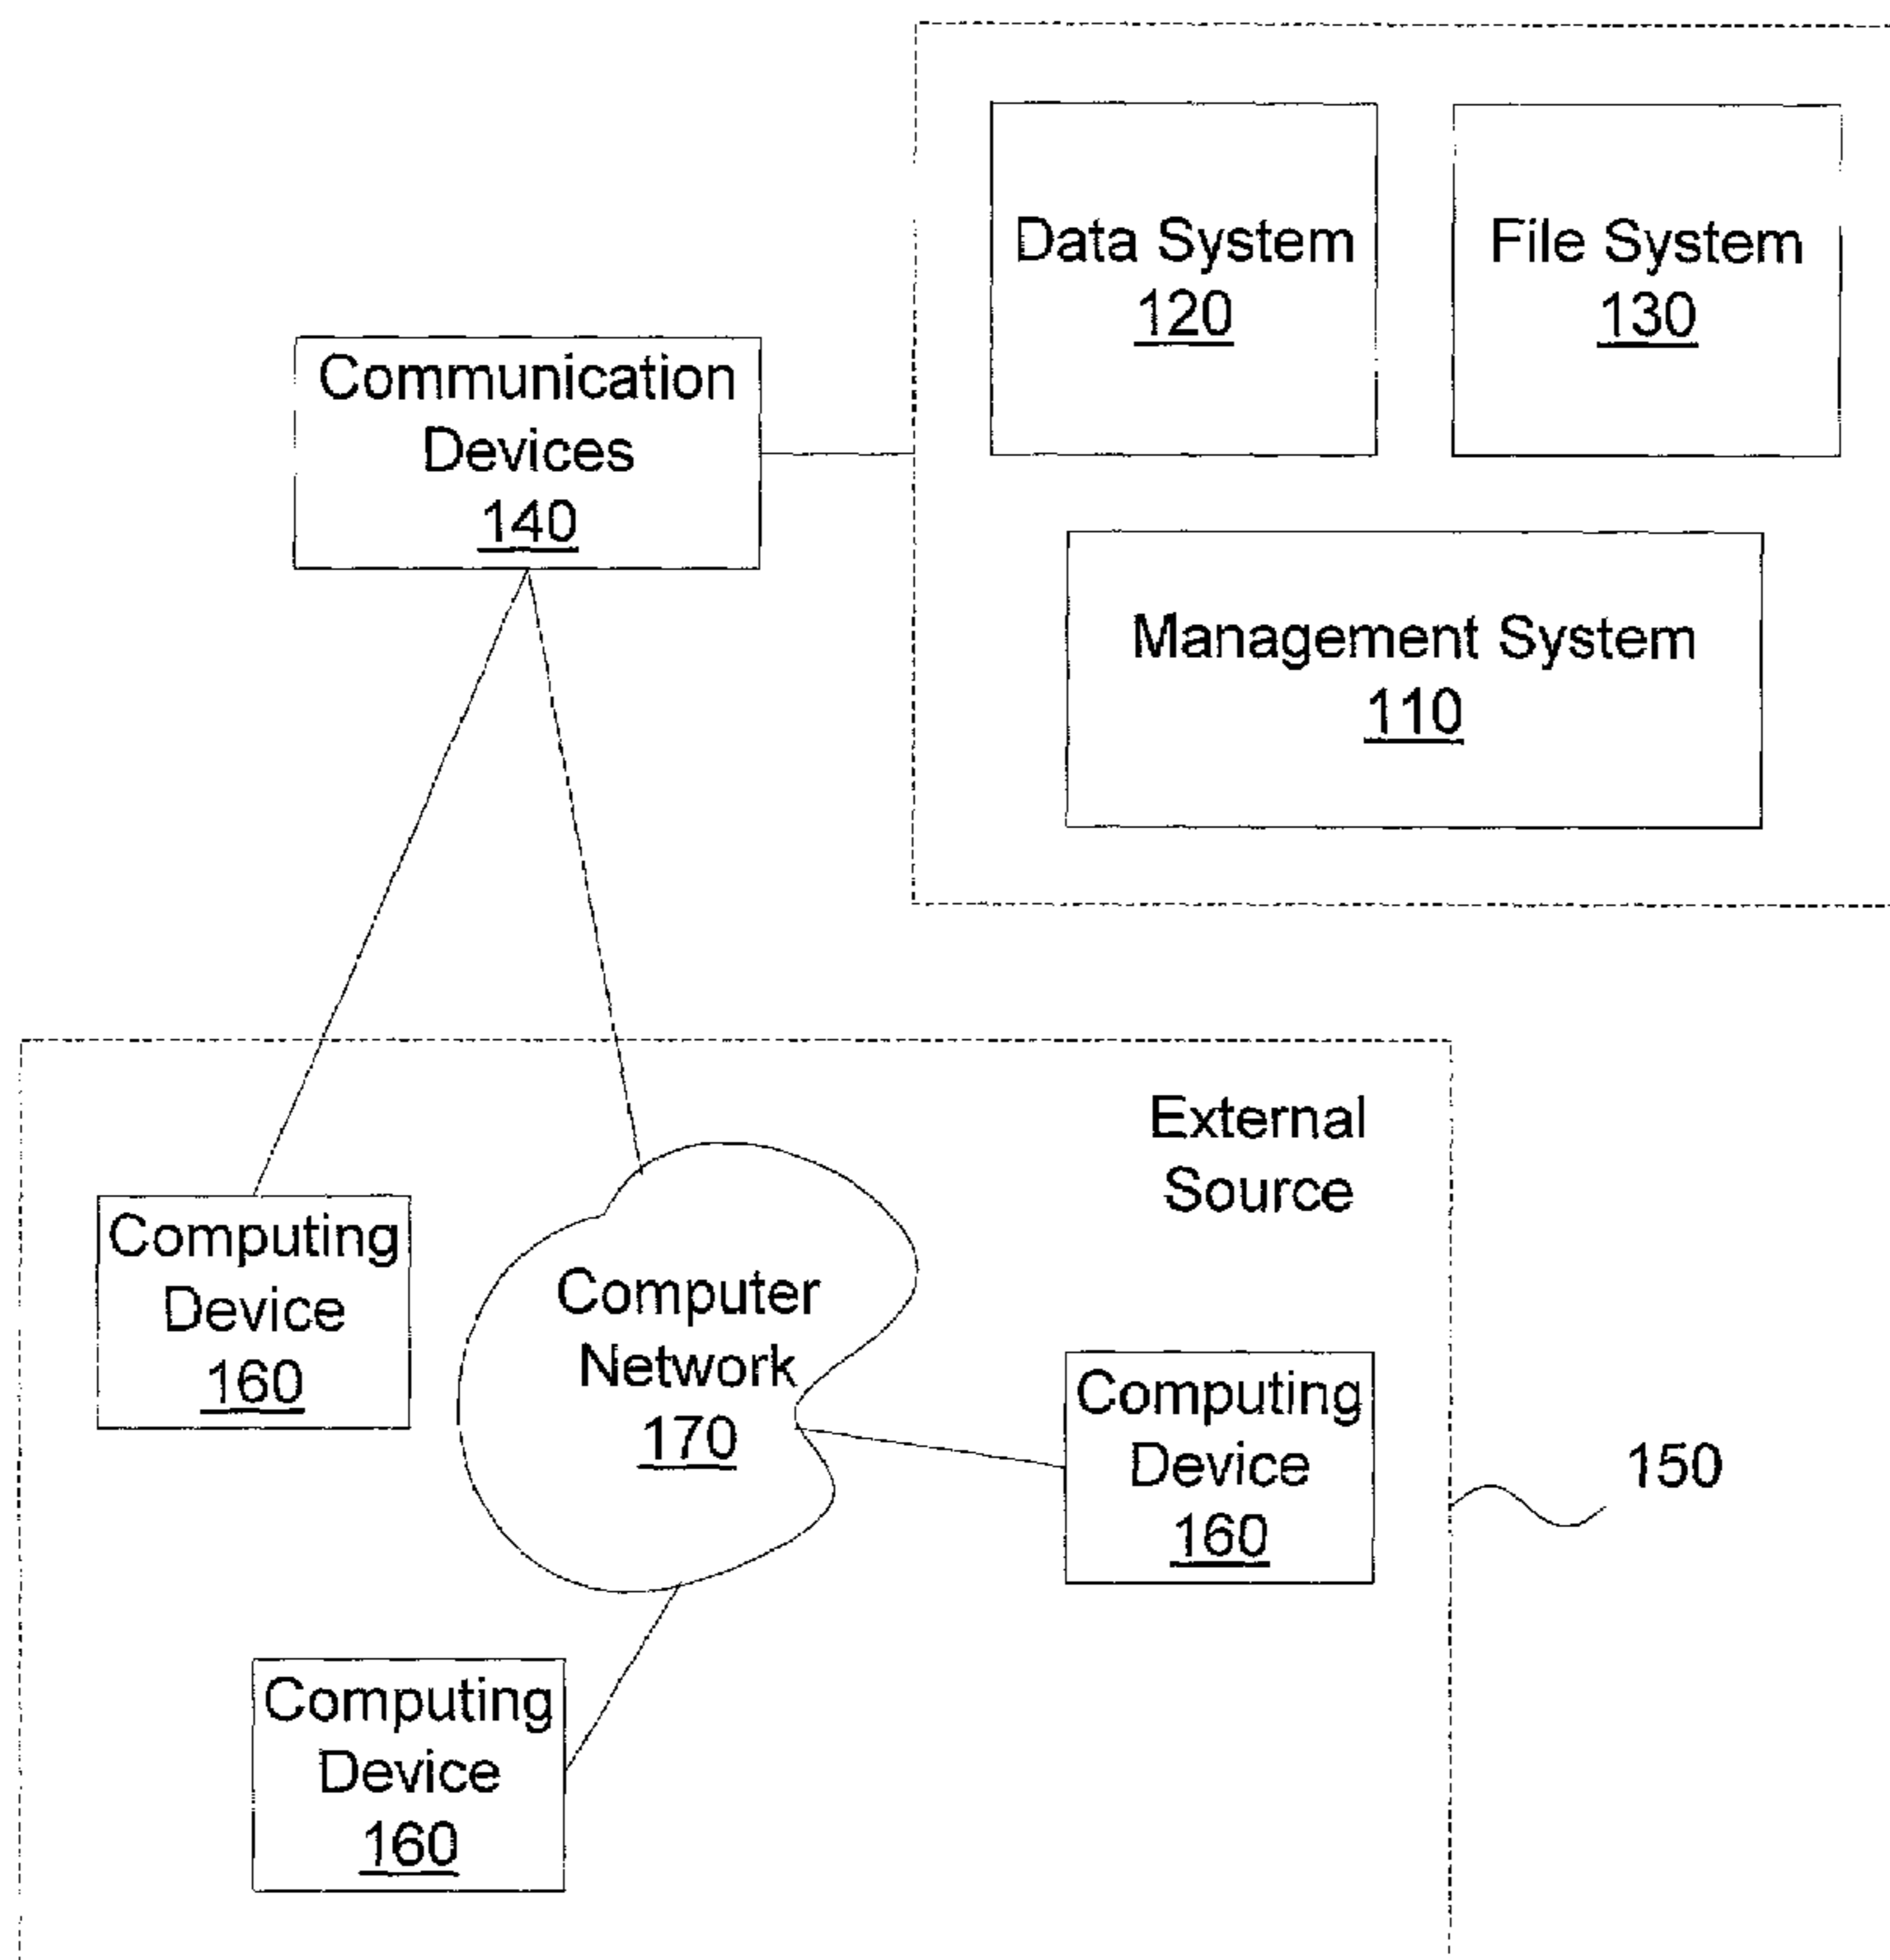 Data System
120
File System
130
Communication
Devices
140
Management System
110
External
Source
Computing
Device
160
Computer
Network
170
Computing
Device
160
150
Computing
Device
160